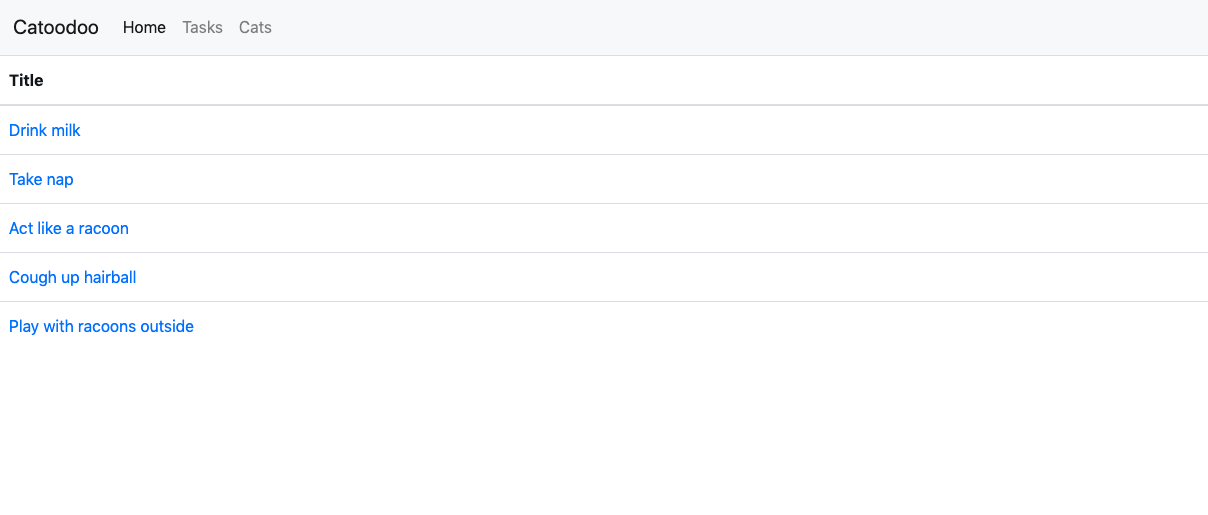 Catoodoo Home Tasks Cats
Title
Drink milk
Take nap
Act like a racoon
Cough up hairball
Play with racoons outside